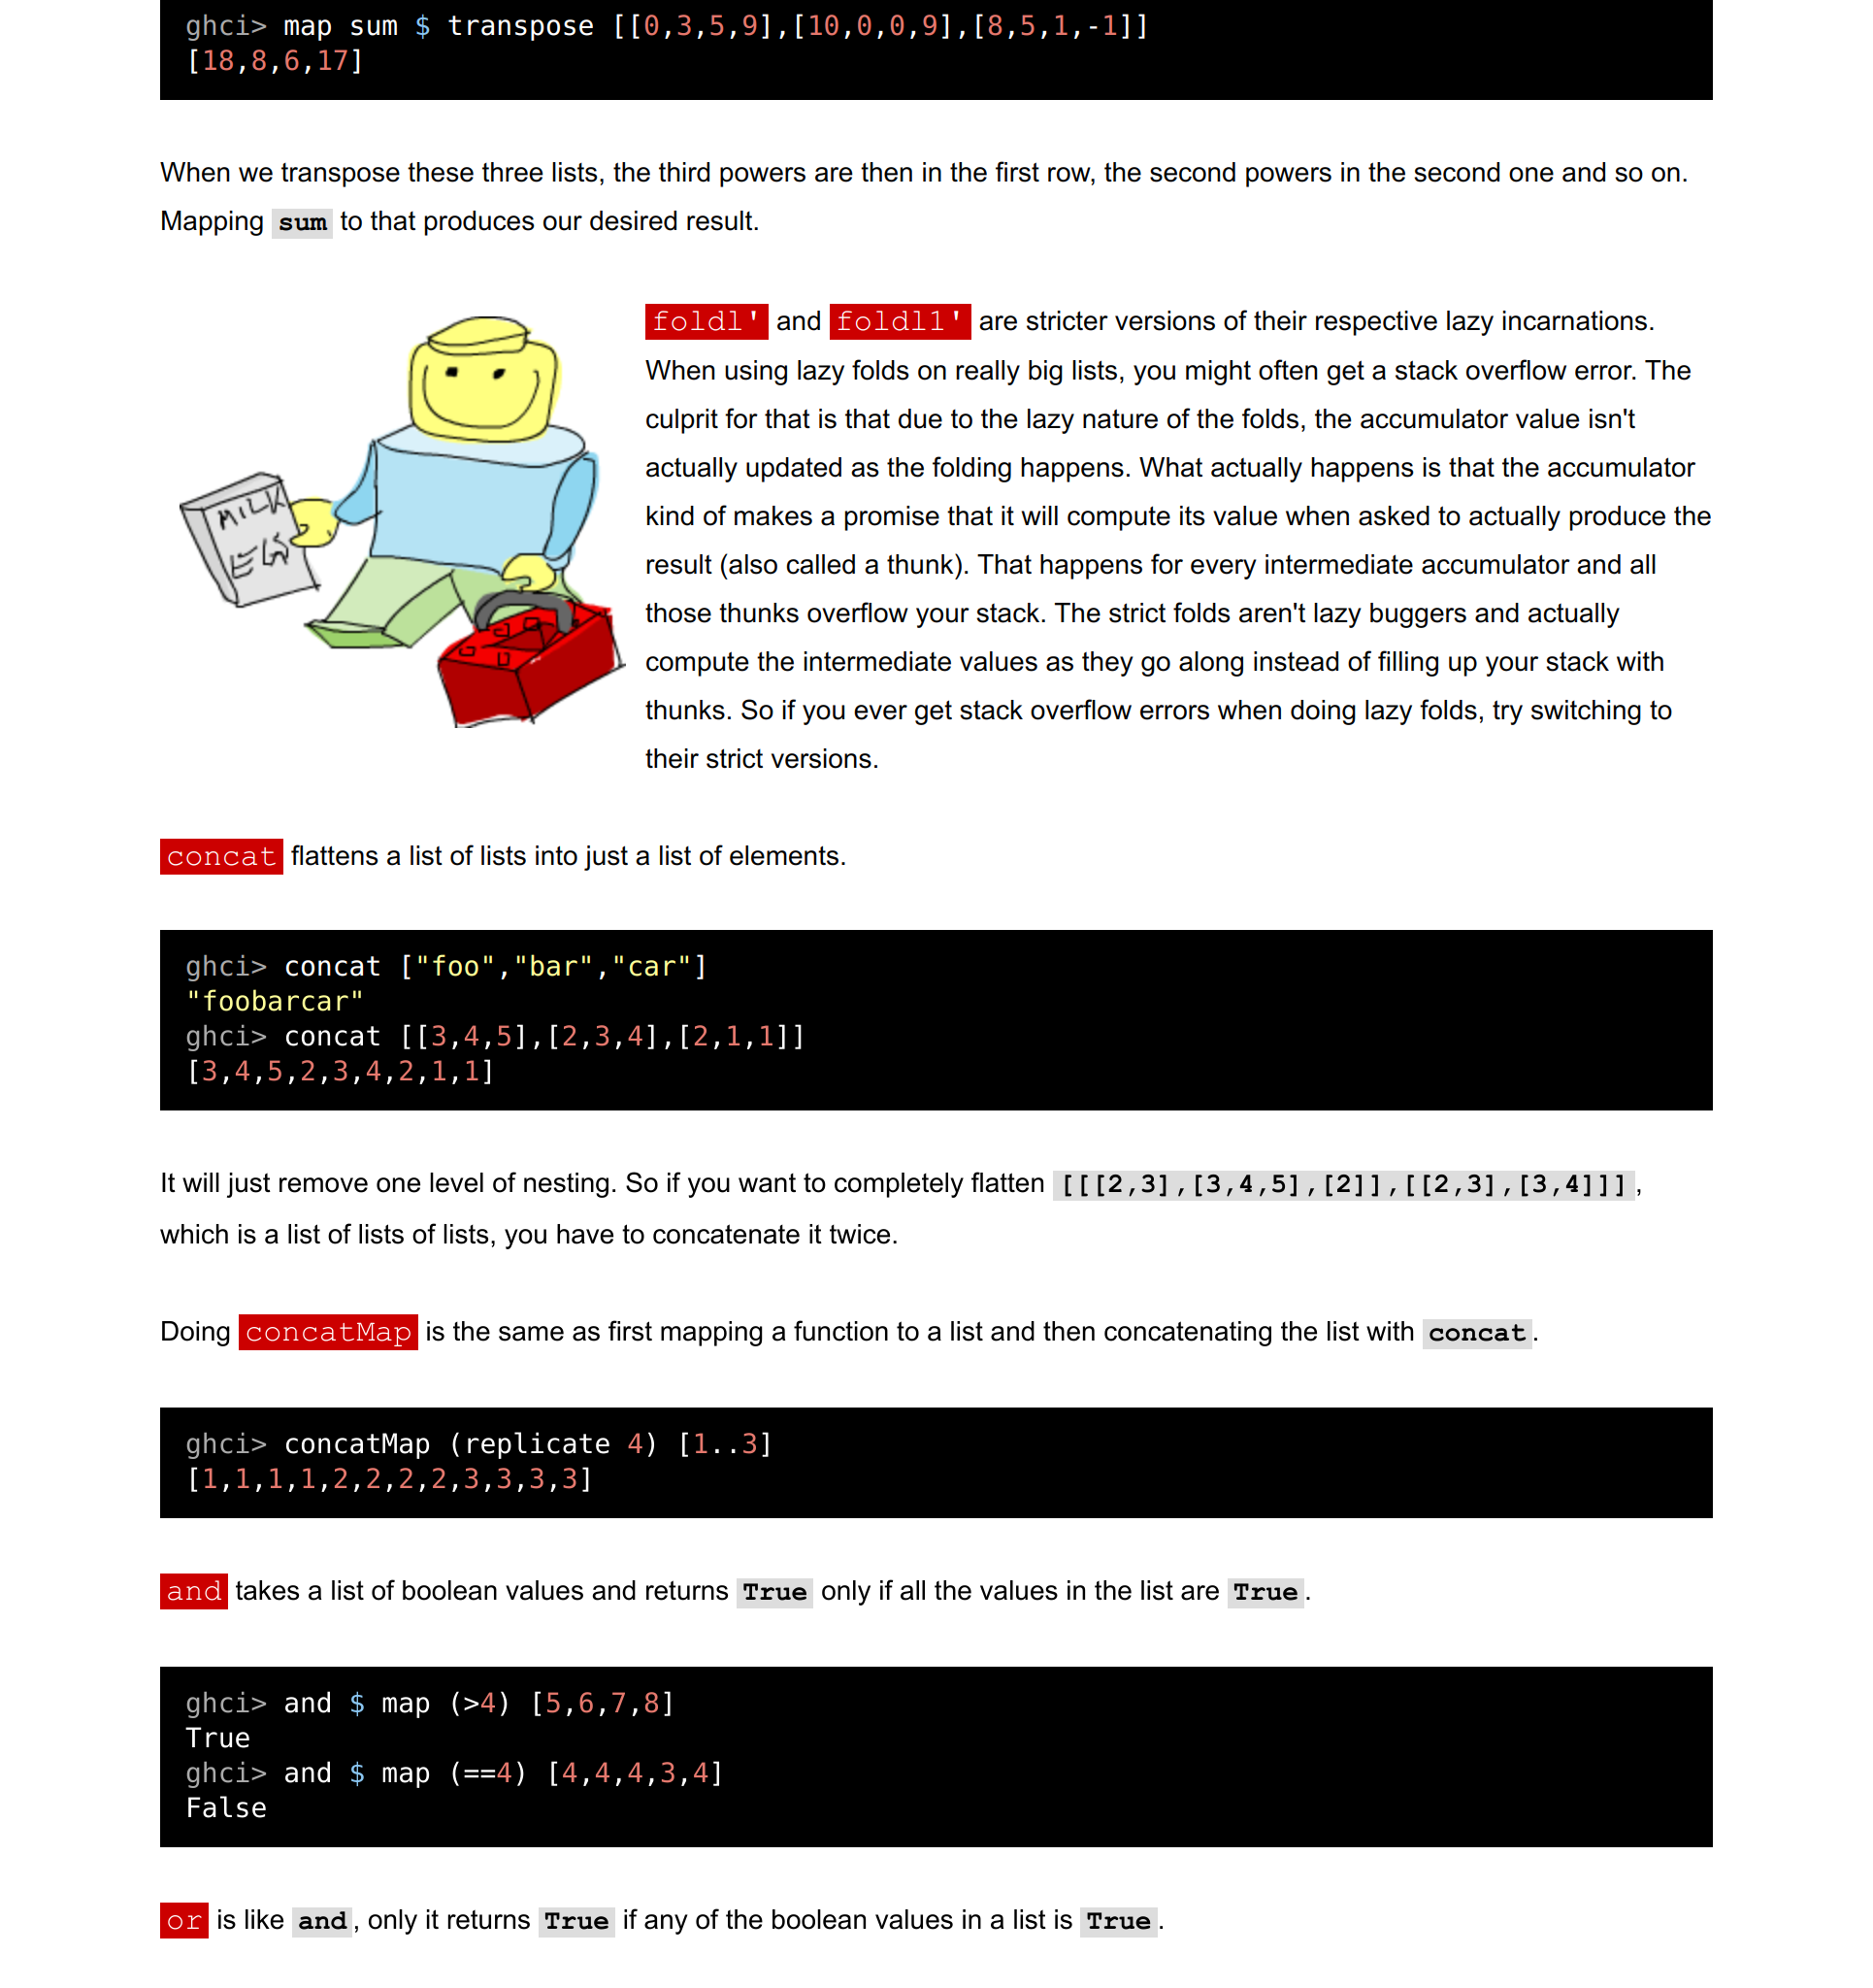 ghci> map sum $ transpose [[0,3,5,9],[10,0,0,9],[8,5,1,-1]]
[18,8,6,17]
When we transpose these three lists, the third powers are then in the first row, the second powers in the second one and so on.
Mapping sum to that produces our desired result.
MILK
EGS
foldl' and foldl1' are stricter versions of their respective lazy incarnations.
When using lazy folds on really big lists, you might often get a stack overflow error. The
culprit for that is that due to the lazy nature of the folds, the accumulator value isn't
actually updated as the folding happens. What actually happens is that the accumulator
kind of makes a promise that it will compute its value when asked to actually produce the
result (also called a thunk). That happens for every intermediate accumulator and all
those thunks overflow your stack. The strict folds aren't lazy buggers and actually
compute the intermediate values as they go along instead of filling up your stack with
thunks. So if you ever get stack overflow errors when doing lazy folds, try switching to
their strict versions.
concat flattens a list of lists into just a list of elements.
ghci> concat ["foo","bar","car"]
"foobarcar"
ghci> concat [[3,4,5],[2,3,4],[2,1,1]]
[3,4,5,2,3,4,2,1,1]
It will just remove one level of nesting. So if you want to completely flatten [[[2,3],[3,4,5],[2]],[[2,3],[3,4]]],
which is a list of lists of lists, you have to concatenate it twice.
Doing concatMap is the same as first mapping a function to a list and then concatenating the list with concat.
ghci> concatMap (replicate 4) [1..3]
[1,1,1,1,2,2,2,2,3,3,3,3]
and takes a list of boolean values and returns True only if all the values in the list are True.
ghci> and $ map (>4) [5,6,7,8]
True
ghci> and $ map (==4) [4,4,4,3,4]
False
or is like and, only it returns True if any of the boolean values in a list is True.